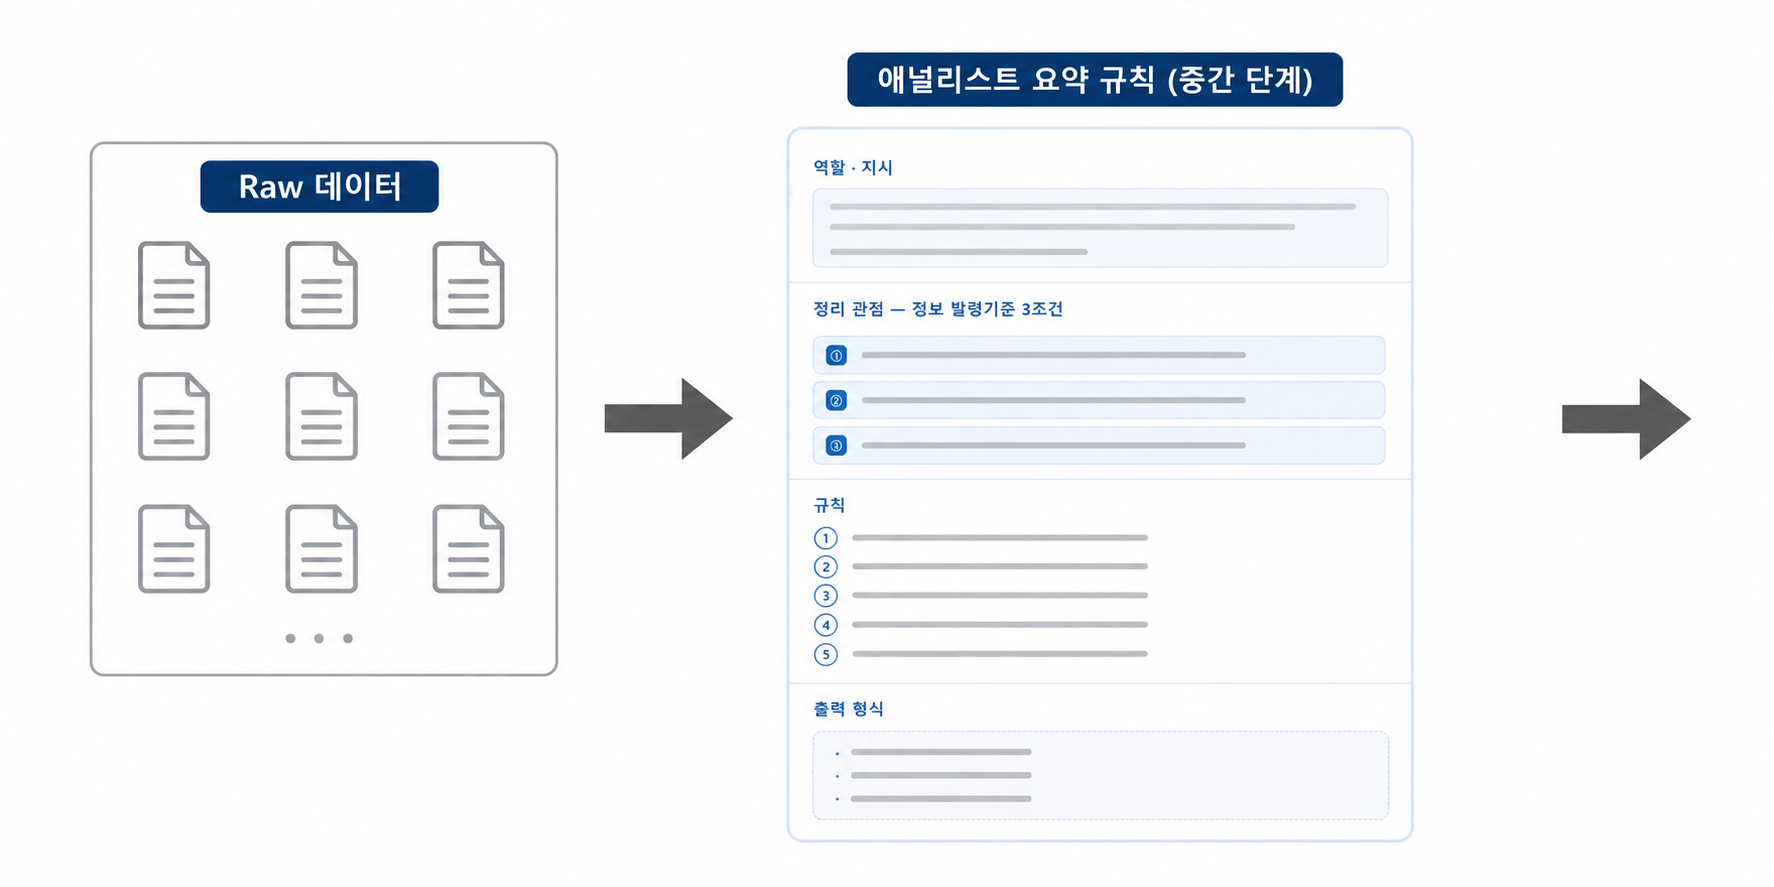 Raw 데이터
애널리스트 요약 규칙 (중간 단계)
역할 · 지시
정리 관점 — 정보 발령기준 3조건
①
②
③
규칙
1
2
3
4
5
출력 형식